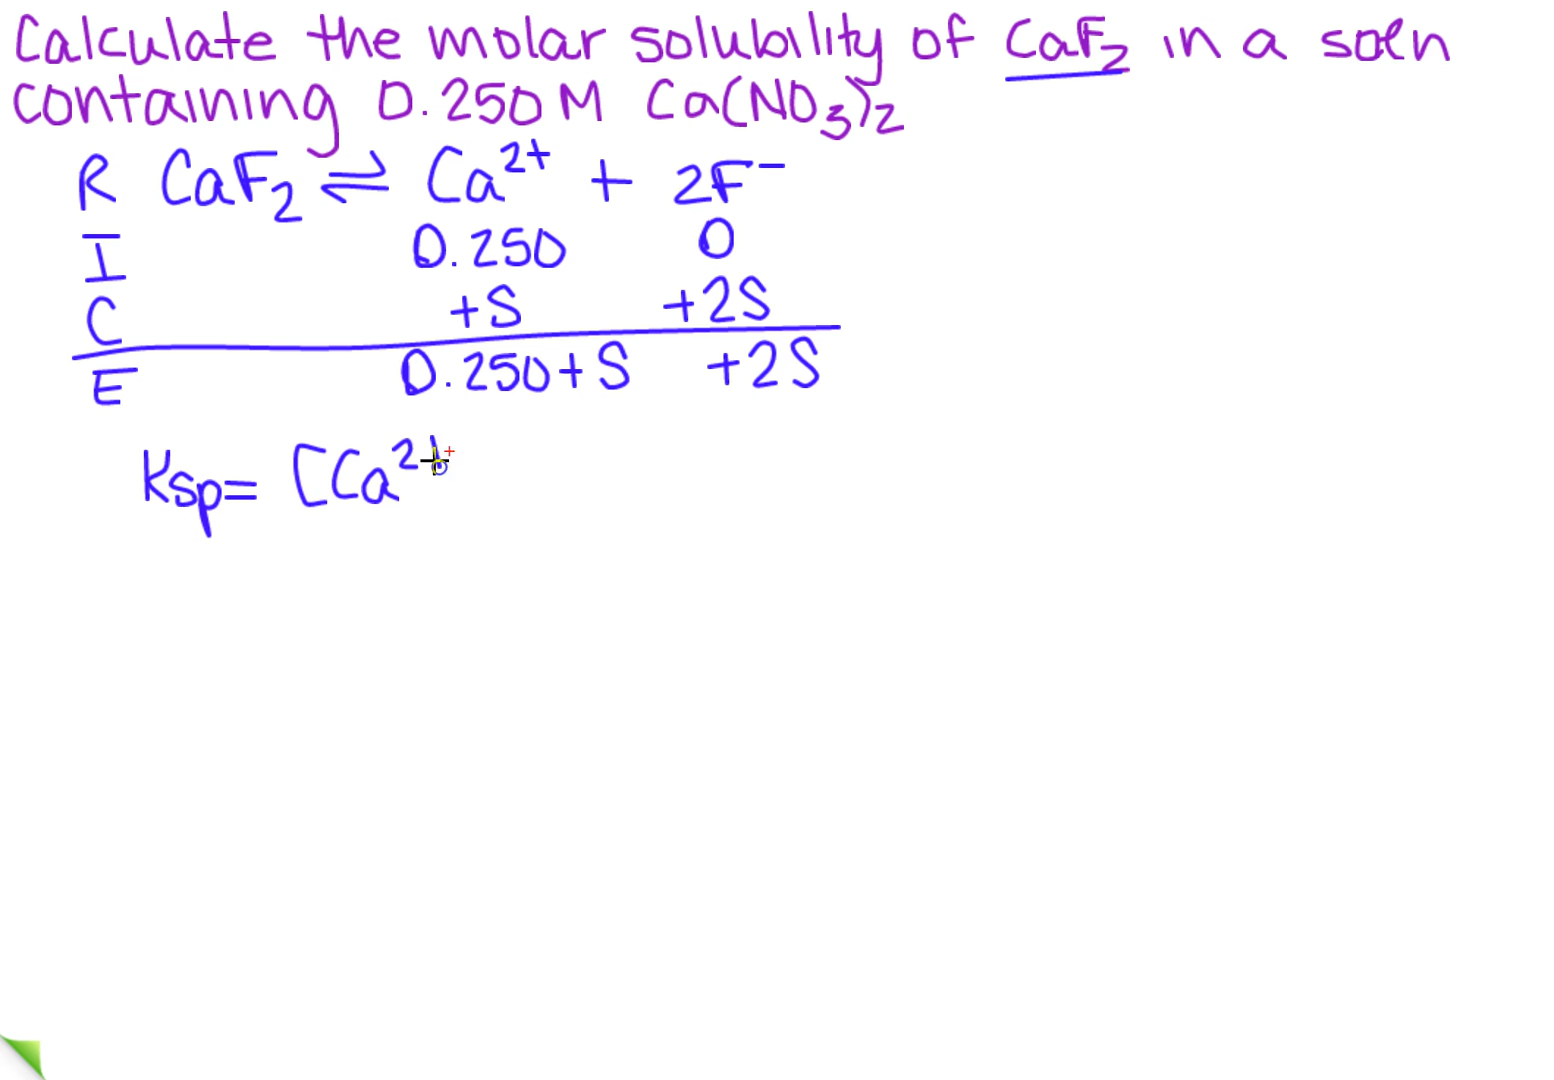 Calculate the molar solubility of CaF₂ in a soln
containing 0.250 M Ca(NO₃)₂
R CaF₂ ⇌ Ca²⁺ + 2F⁻
I 0.250 0
C +S +2S
E 0.250+S +2S
Ksp= [Ca²⁺